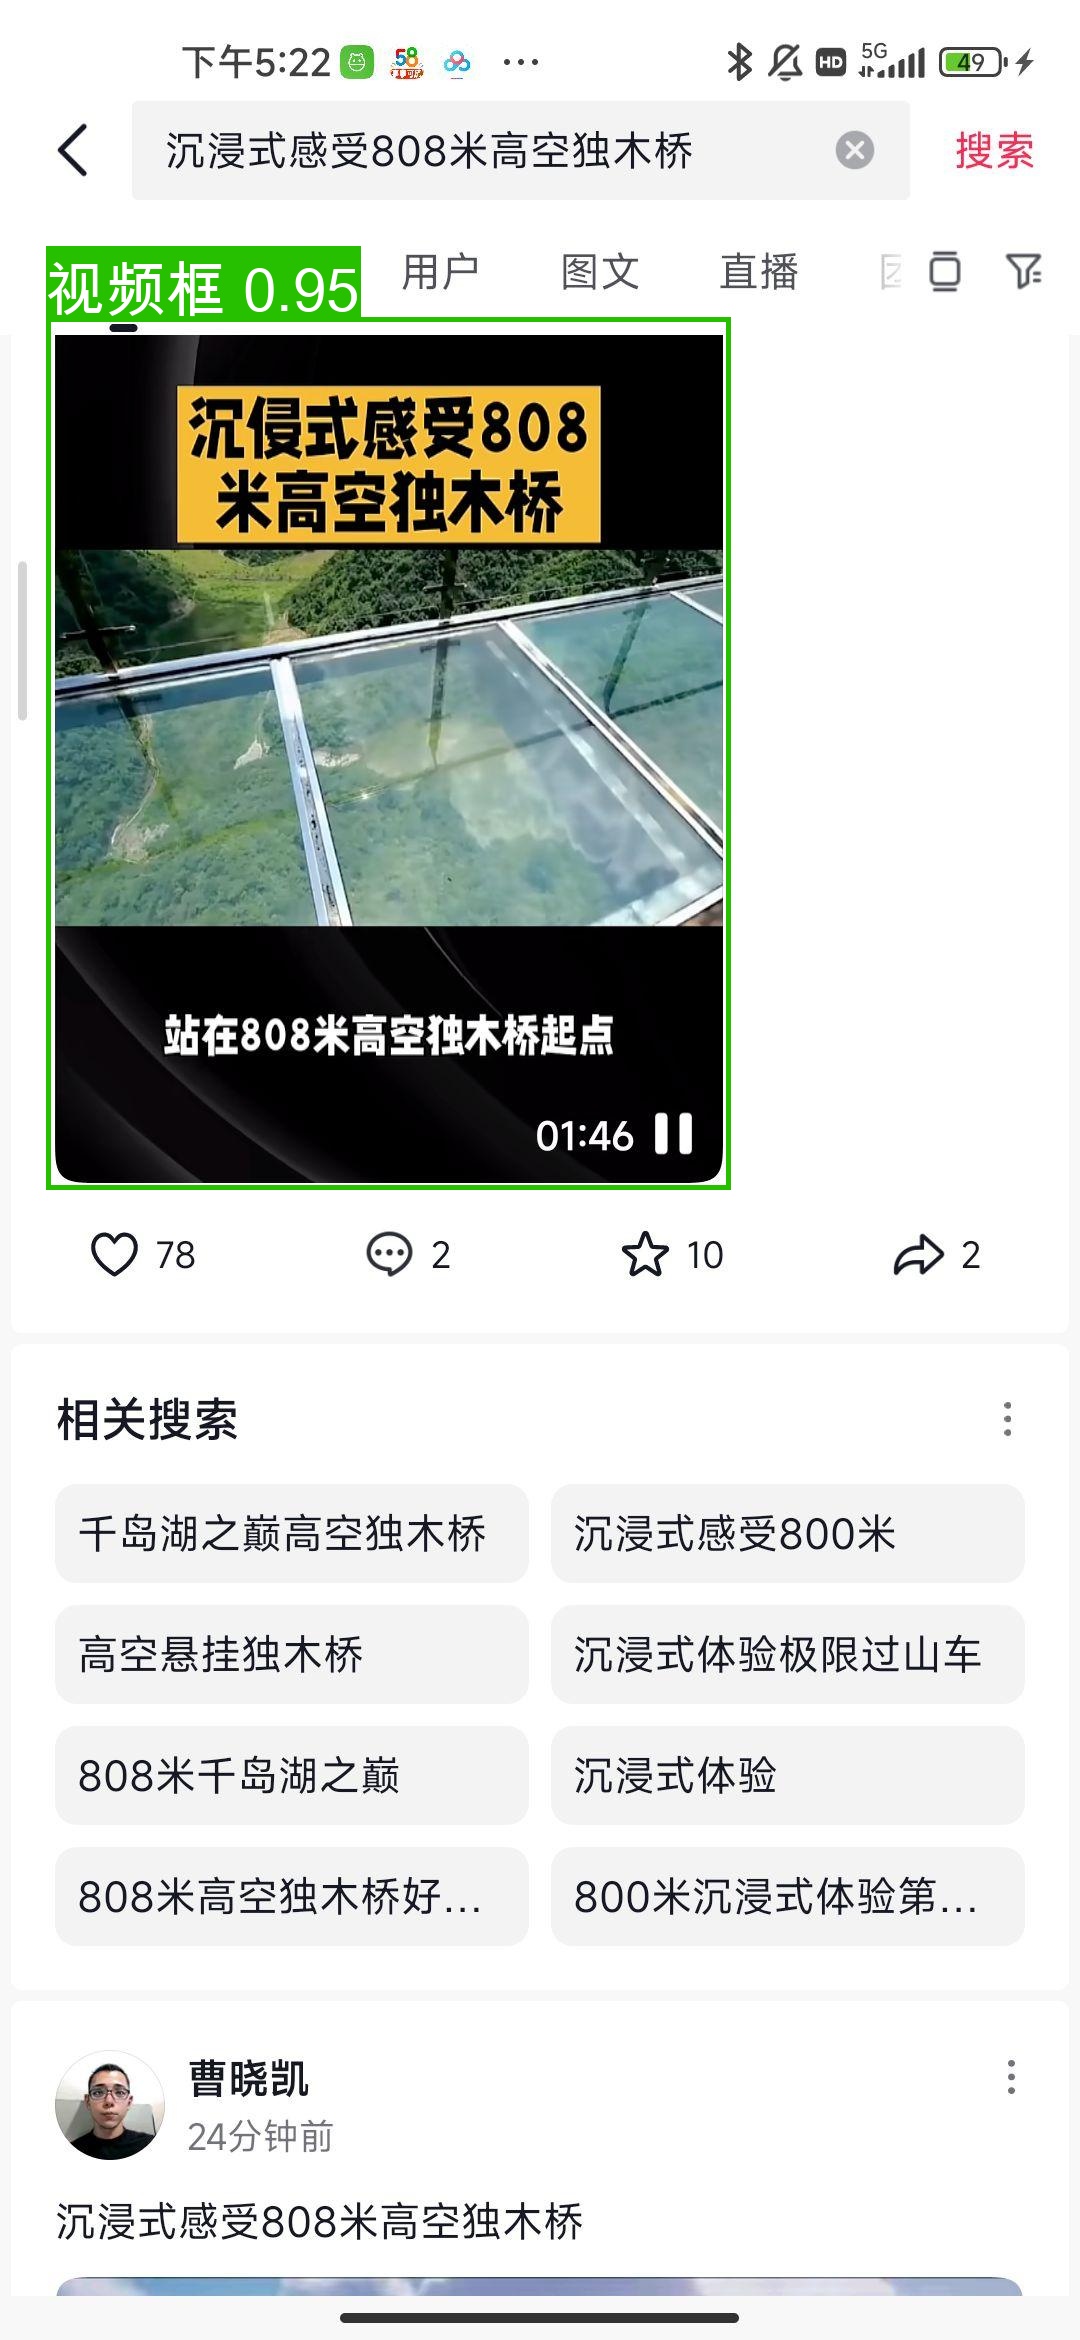 下午5:22
58
HD
5G
49
沉浸式感受808米高空独木桥
搜索
视频框 0.95
用户
图文
直播
沉侵式感受808
米高空独木桥
站在808米高空独木桥起点
01:46
78
2
10
2
相关搜索
千岛湖之巅高空独木桥
沉浸式感受800米
高空悬挂独木桥
沉浸式体验极限过山车
808米千岛湖之巅
沉浸式体验
808米高空独木桥好...
800米沉浸式体验第...
曹晓凯
24分钟前
沉浸式感受808米高空独木桥